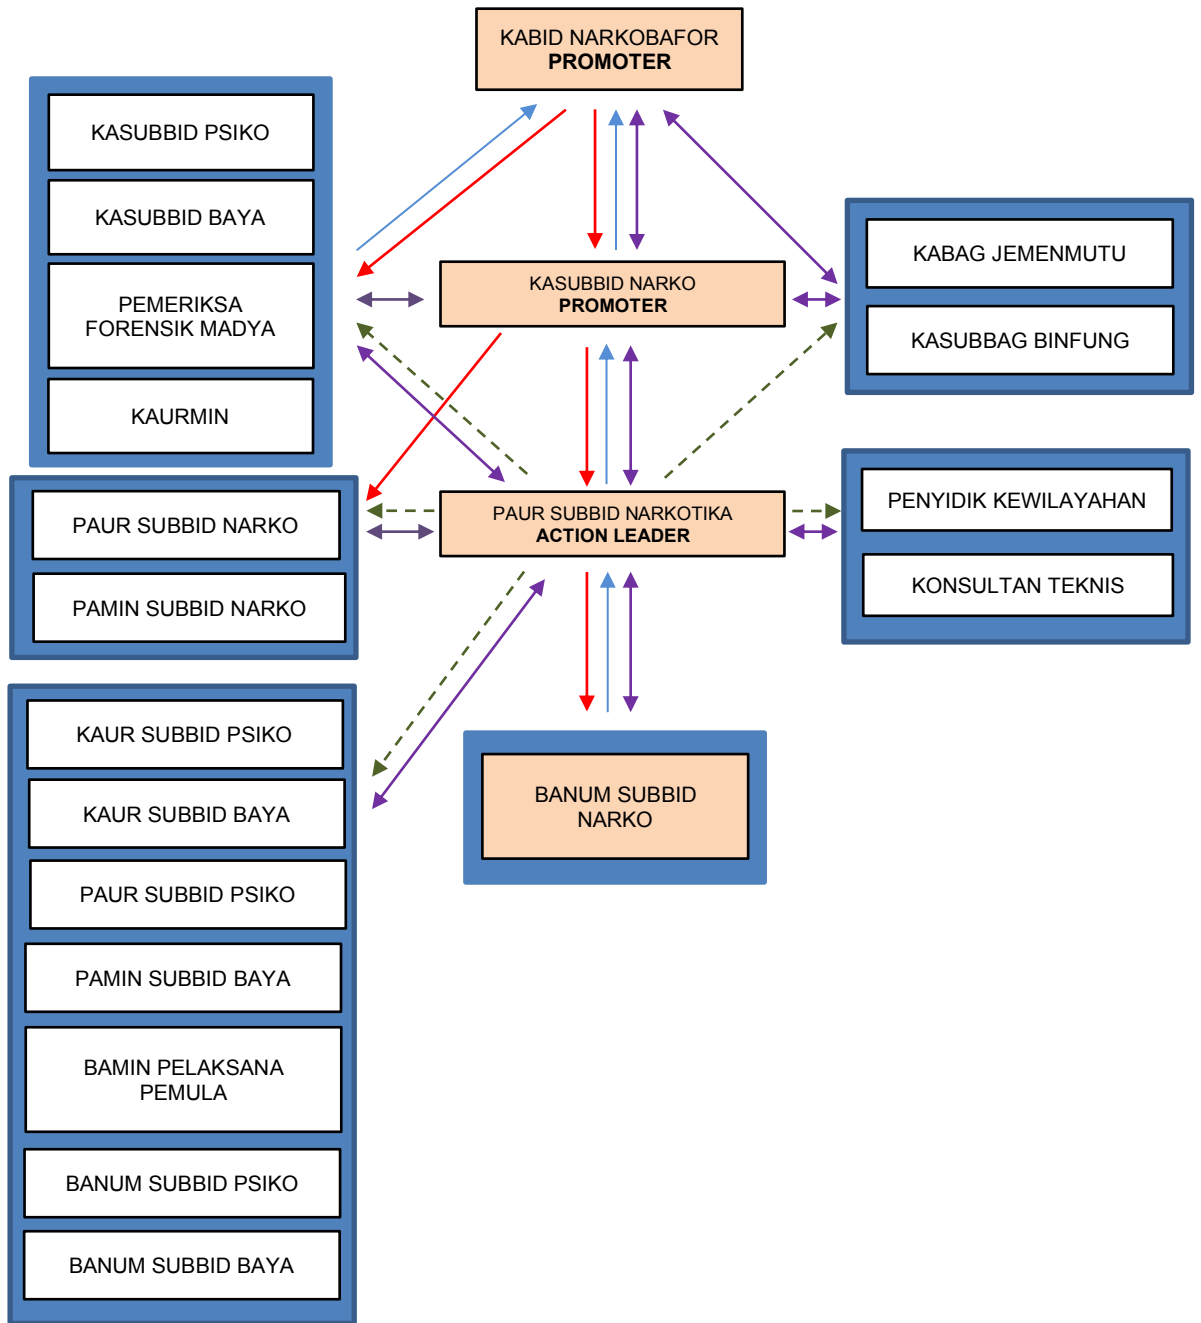 KABID NARKOBAFOR
PROMOTER
KASUBBID PSIKO
KASUBBID BAYA
PEMERIKSA
FORENSIK MADYA
KAURMIN
KASUBBID NARKO
PROMOTER
KABAG JEMENMUTU
KASUBBAG BINFUNG
PAUR SUBBID NARKO
PAMIN SUBBID NARKO
PAUR SUBBID NARKOTIKA
ACTION LEADER
PENYIDIK KEWILAYAHAN
KONSULTAN TEKNIS
KAUR SUBBID PSIKO
KAUR SUBBID BAYA
PAUR SUBBID PSIKO
PAMIN SUBBID BAYA
BAMIN PELAKSANA
PEMULA
BANUM SUBBID PSIKO
BANUM SUBBID BAYA
BANUM SUBBID
NARKO